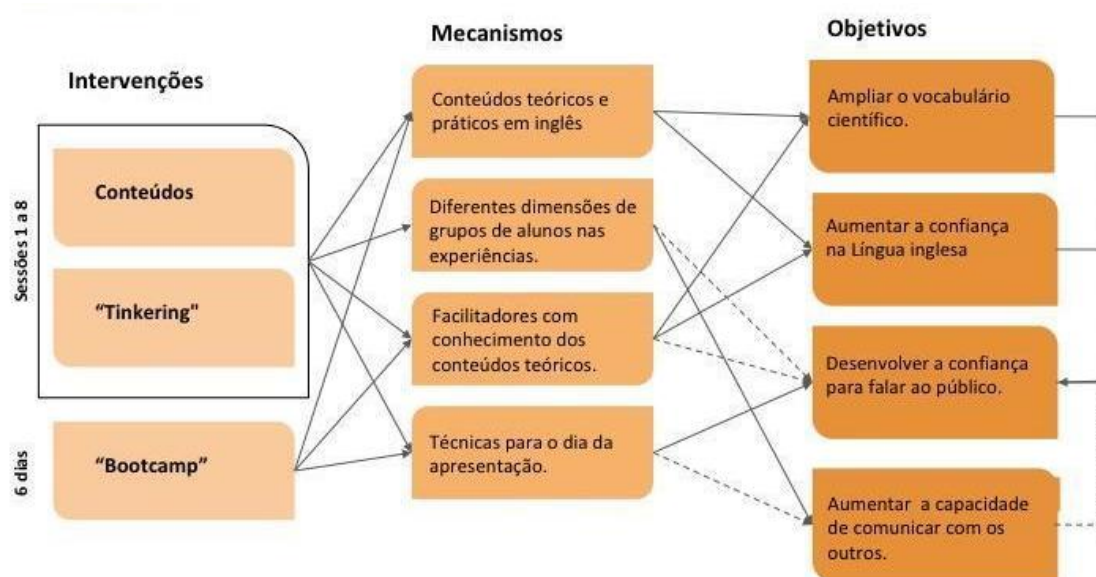 Intervenções
Sessões 1 a 8
Conteúdos
“Tinkering"
6 dias
“Bootcamp”
Mecanismos
Conteúdos teóricos e
práticos em inglês
Diferentes dimensões de
grupos de alunos nas
experiências.
Facilitadores com
conhecimento dos
conteúdos teóricos.
Técnicas para o dia da
apresentação.
Objetivos
Ampliar o vocabulário
científico.
Aumentar a confiança
na Língua inglesa
Desenvolver a confiança
para falar ao público.
Aumentar a capacidade
de comunicar com os
outros.